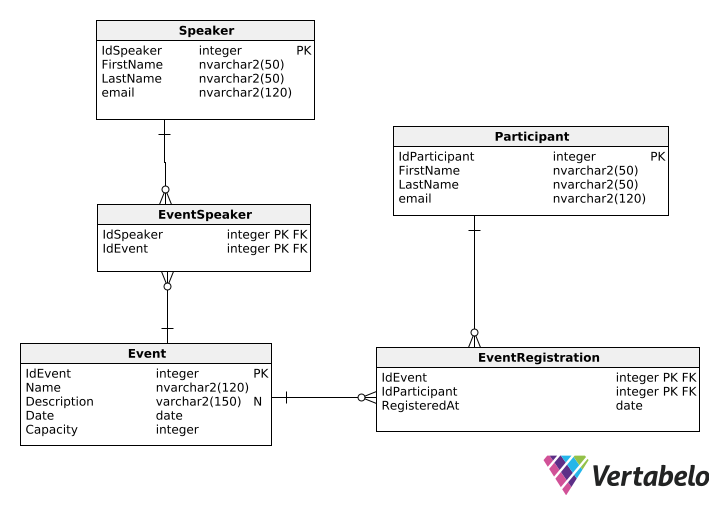 Speaker
IdSpeaker integer PK
FirstName nvarchar2(50)
LastName nvarchar2(50)
email nvarchar2(120)
Participant
IdParticipant integer PK
FirstName nvarchar2(50)
LastName nvarchar2(50)
email nvarchar2(120)
EventSpeaker
IdSpeaker integer PK FK
IdEvent integer PK FK
Event
IdEvent integer PK
Name nvarchar2(120)
Description varchar2(150) N
Date date
Capacity integer
EventRegistration
IdEvent integer PK FK
IdParticipant integer PK FK
RegisteredAt date
Vertabelo